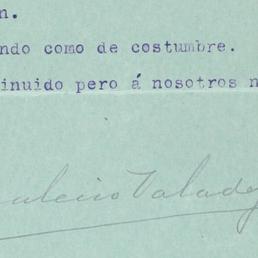 n.
ndo como de costumbre.
inuido pero á nosotros n